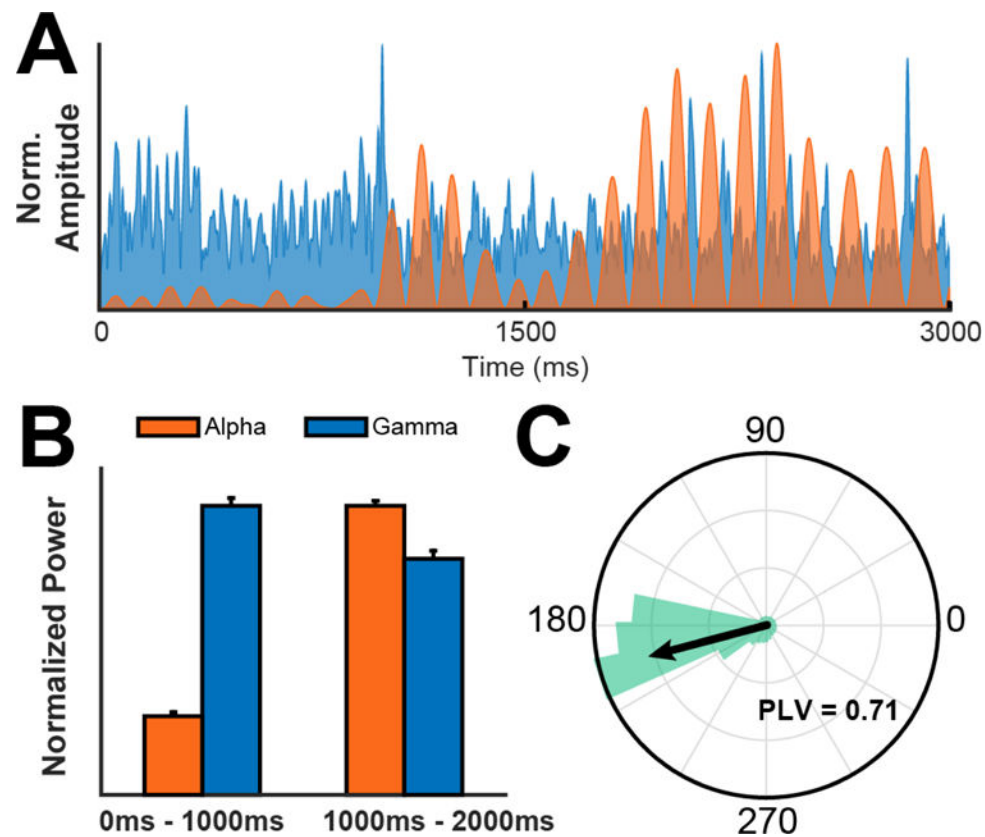 A
Norm.
Ampitude
0
1500
3000
Time (ms)
B
Alpha
Gamma
Normalized Power
0ms - 1000ms
1000ms - 2000ms
C
90
180
0
PLV = 0.71
270